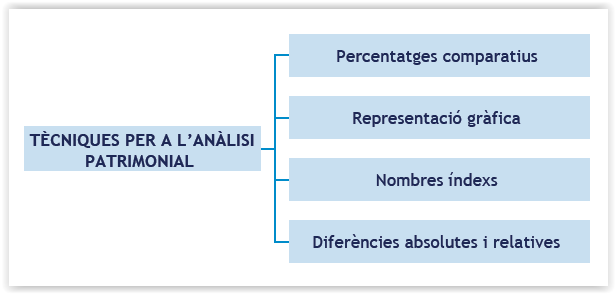 TÈCNIQUES PER A L'ANÀLISI
PATRIMONIAL
Percentatges comparatius
Representació gràfica
Nombres índexs
Diferències absolutes i relatives